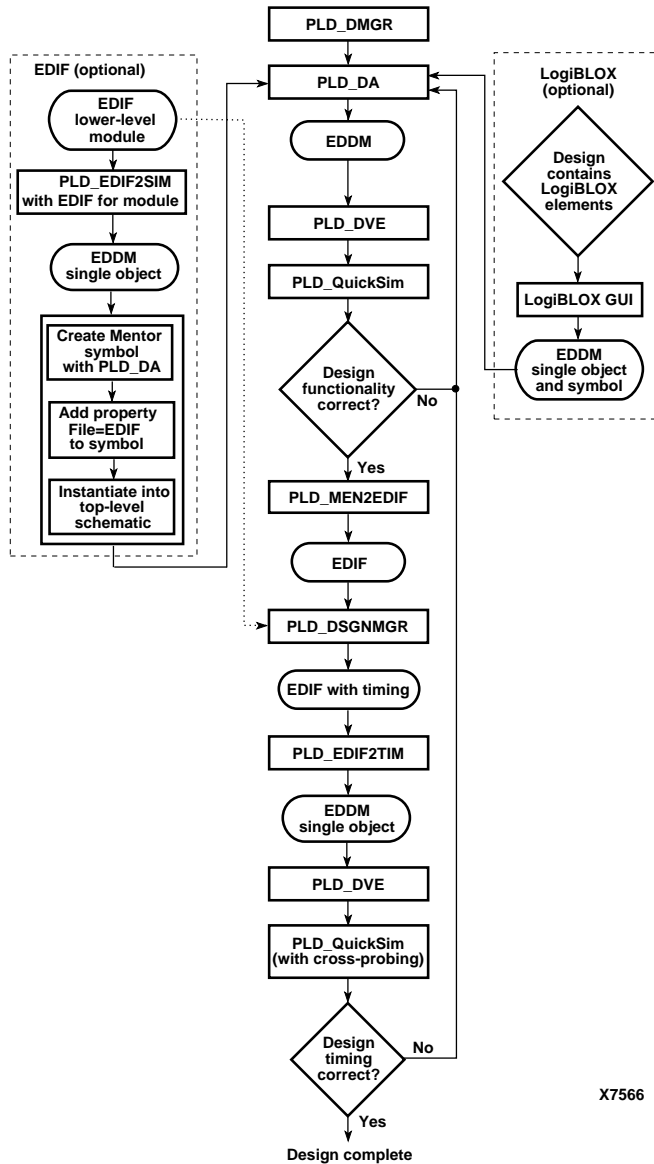 PLD_DMGR
EDIF (optional)
EDIF
lower-level
module
PLD_EDIF2SIM
with EDIF for module
EDDM
single object
Create Mentor
symbol
with PLD_DA
Add property
File=EDIF
to symbol
Instantiate into
top-level
schematic
PLD_DA
EDDM
PLD_DVE
PLD_QuickSim
Design
functionality
correct?
No
Yes
PLD_MEN2EDIF
EDIF
PLD_DSGNMGR
EDIF with timing
PLD_EDIF2TIM
EDDM
single object
PLD_DVE
PLD_QuickSim
(with cross-probing)
Design
timing
correct?
No
Yes
Design complete
LogiBLOX
(optional)
Design
contains
LogiBLOX
elements
LogiBLOX GUI
EDDM
single object
and symbol
X7566